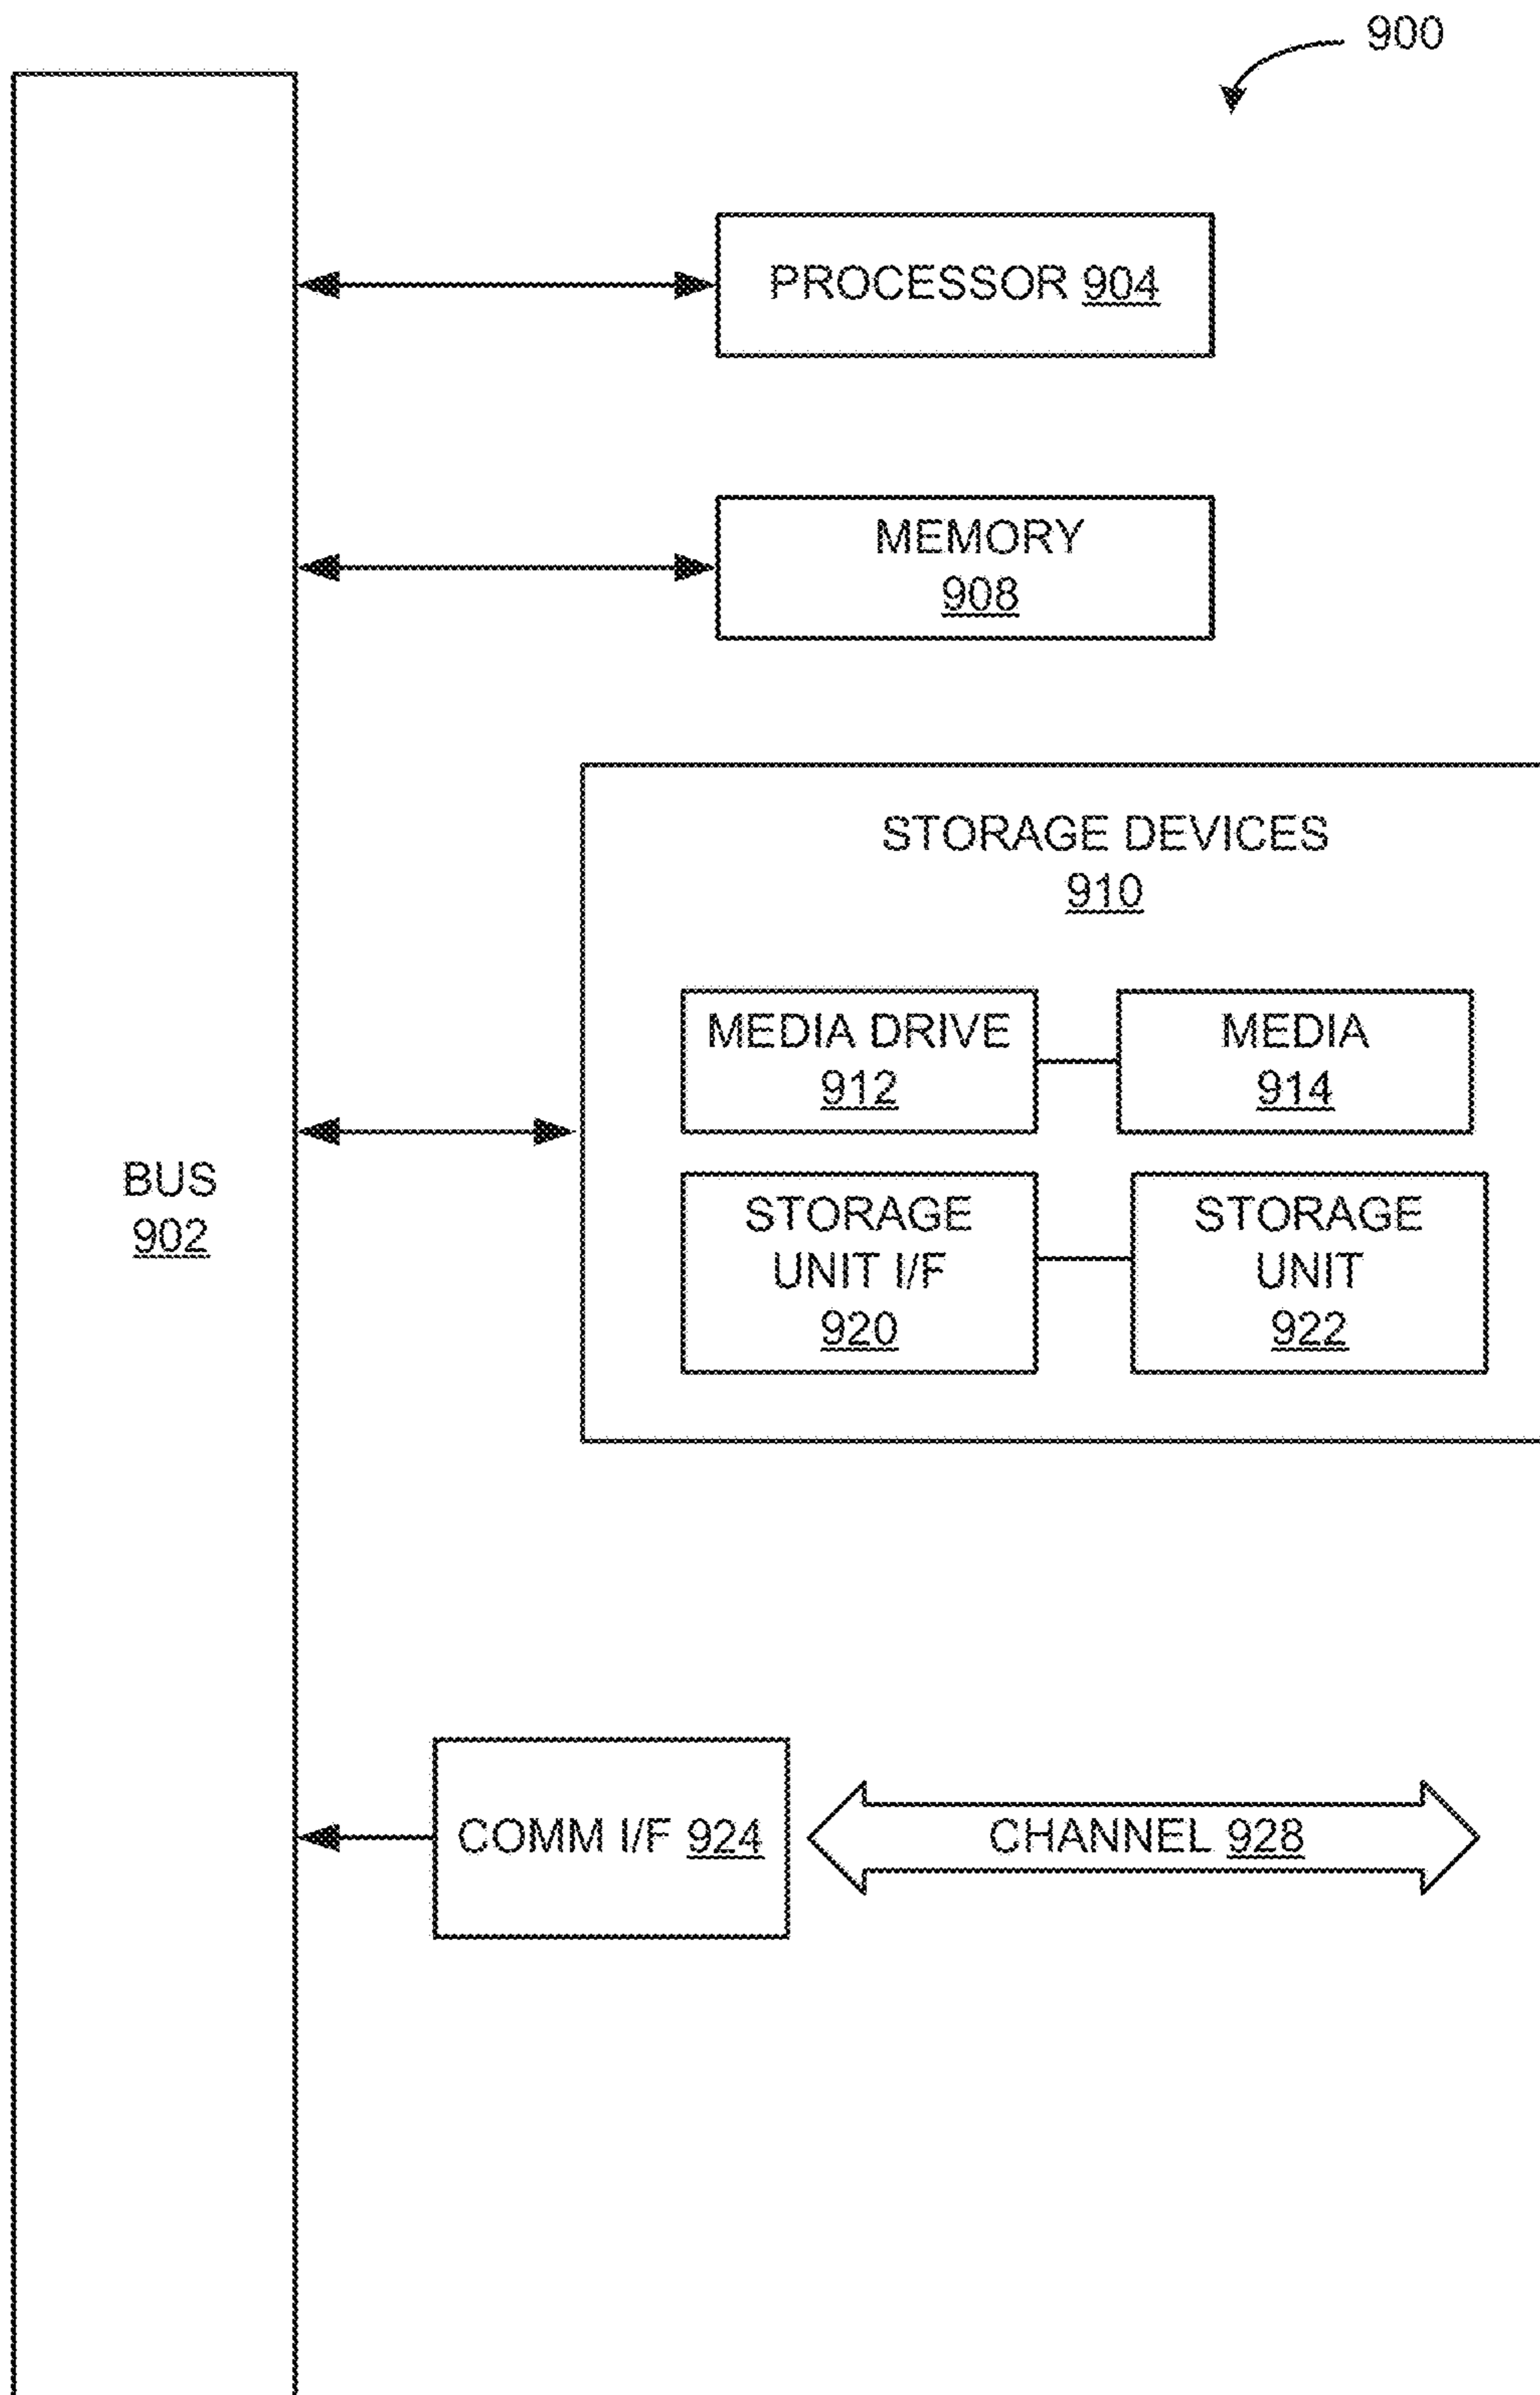 900
PROCESSOR 904
MEMORY
908
STORAGE DEVICES
910
MEDIA DRIVE
912
MEDIA
914
BUS
902
STORAGE
UNIT I/F
920
STORAGE
UNIT
922
COMM I/F 924
CHANNEL 928